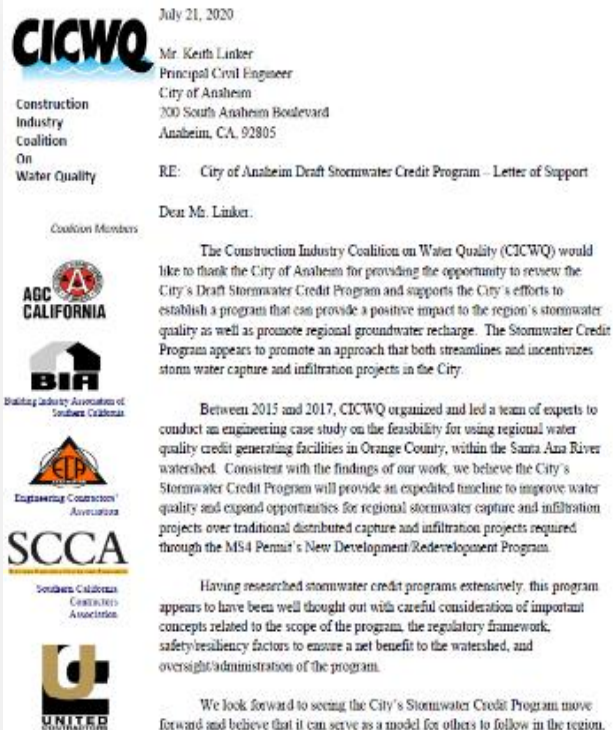 CICWQ
Construction
Industry
Coalition
On
Water Quality
Coalition Members
AGC
CALIFORNIA
BIA
Building Industry Association of
Southern California
ECA
Engineering Contractors'
Association
SCCA
Southern California
Contractors
Association
UNITED
CONTRACTORS
July 21, 2020
Mr. Keith Linker
Principal Civil Engineer
City of Anaheim
200 South Anaheim Boulevard
Anaheim, CA, 92805
RE: City of Anaheim Draft Stormwater Credit Program – Letter of Support
Dear Mr. Linker.
The Construction Industry Coalition on Water Quality (CICWQ) would
like to thank the City of Anaheim for providing the opportunity to review the
City's Draft Stormwater Credit Program and supports the City's efforts to
establish a program that can provide a positive impact to the region's stormwater
quality as well as promote regional groundwater recharge. The Stormwater Credit
Program appears to promote an approach that both streamlines and incentivizes
storm water capture and infiltration projects in the City.
Between 2015 and 2017, CICWQ organized and led a team of experts to
conduct an engineering case study on the feasibility for using regional water
quality credit generating facilities in Orange County, within the Santa Ana River
watershed. Consistent with the findings of our work, we believe the City's
Stormwater Credit Program will provide an expedited timeline to improve water
quality and expand opportunities for regional stormwater capture and infiltration
projects over traditional distributed capture and infiltration projects required
through the MS4 Permit's New Development/Redevelopment Program.
Having researched stormwater credit programs extensively, this program
appears to have been well thought out with careful consideration of important
concepts related to the scope of the program, the regulatory framework,
safety/resiliency factors to ensure a net benefit to the watershed, and
oversight/administration of the program.
We look forward to seeing the City's Stormwater Credit Program move
forward and believe that it can serve as a model for others to follow in the region.